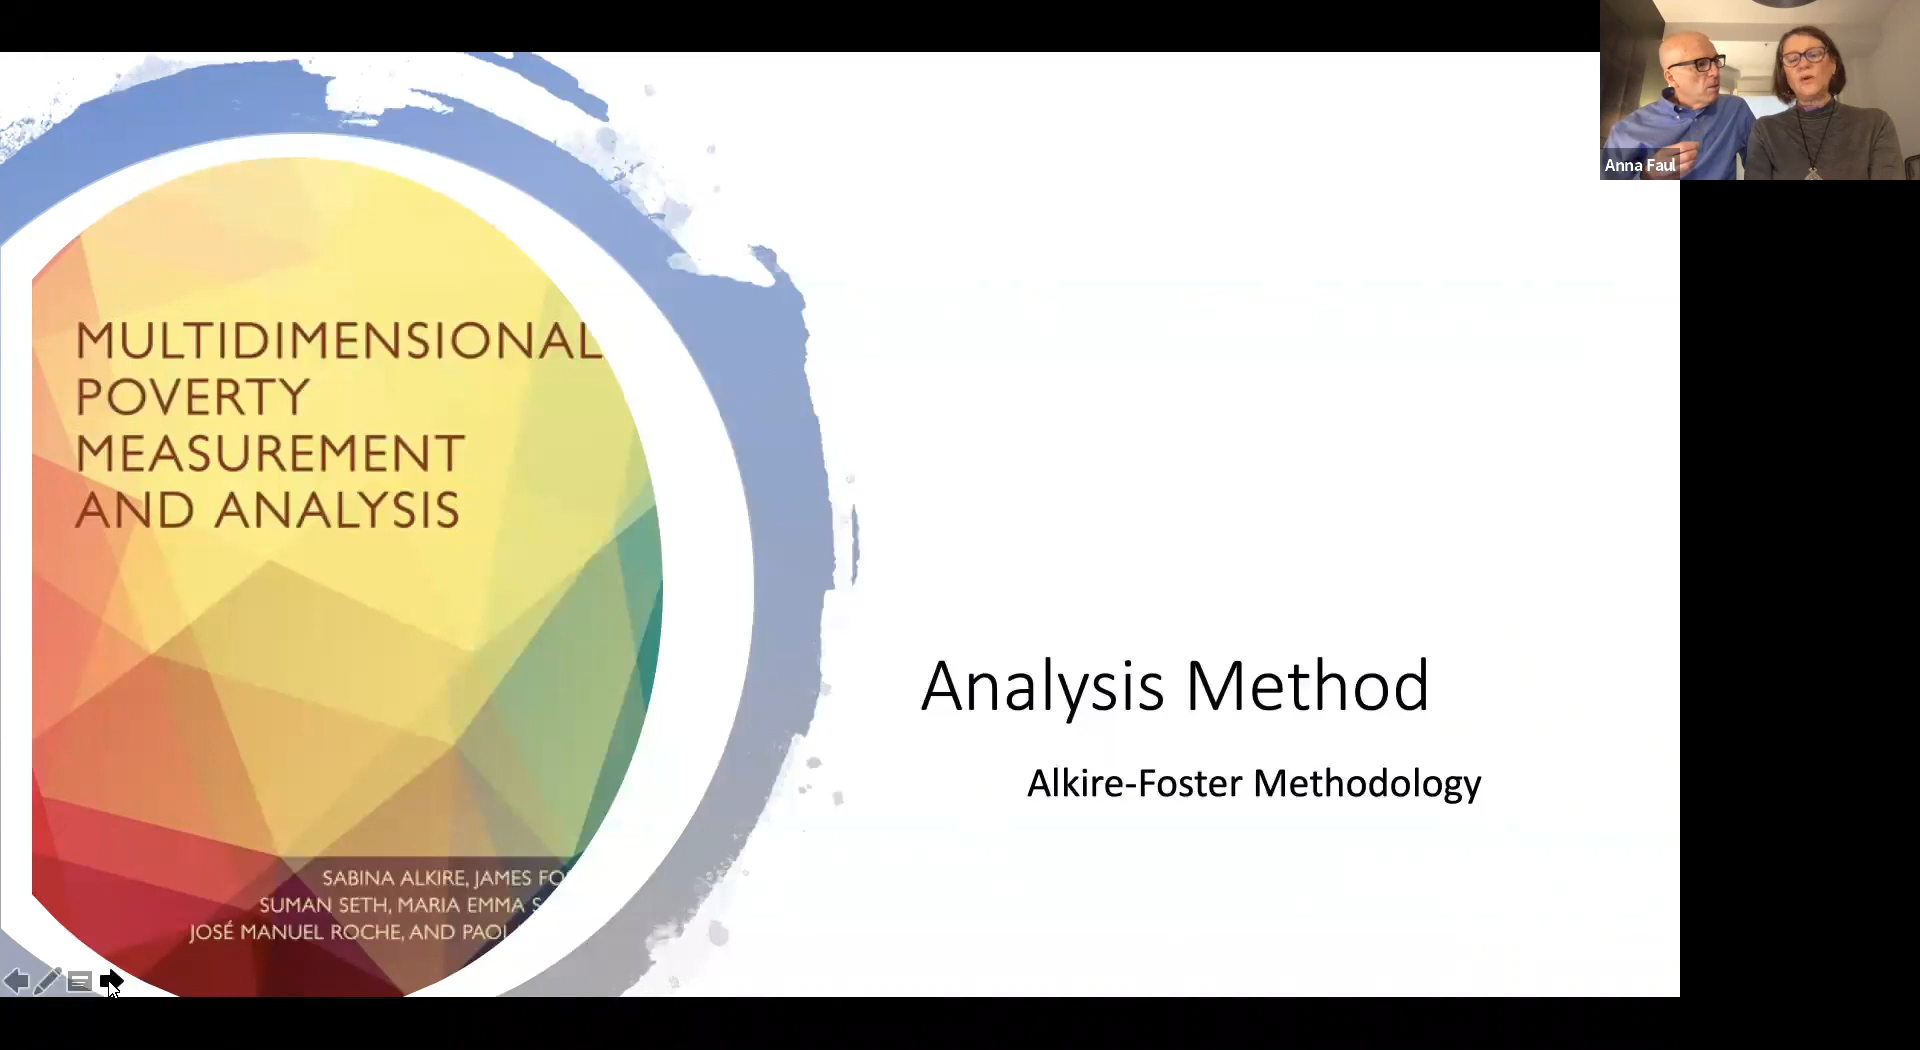 MULTIDIMENSIONAL
POVERTY
MEASUREMENT
AND ANALYSIS
SABINA ALKIRE, JAMES
SUMAN SETH, MARIA EMMA
JOSÉ MANUEL ROCHE, AND
Analysis Method
Alkire-Foster Methodology
Anna Faul